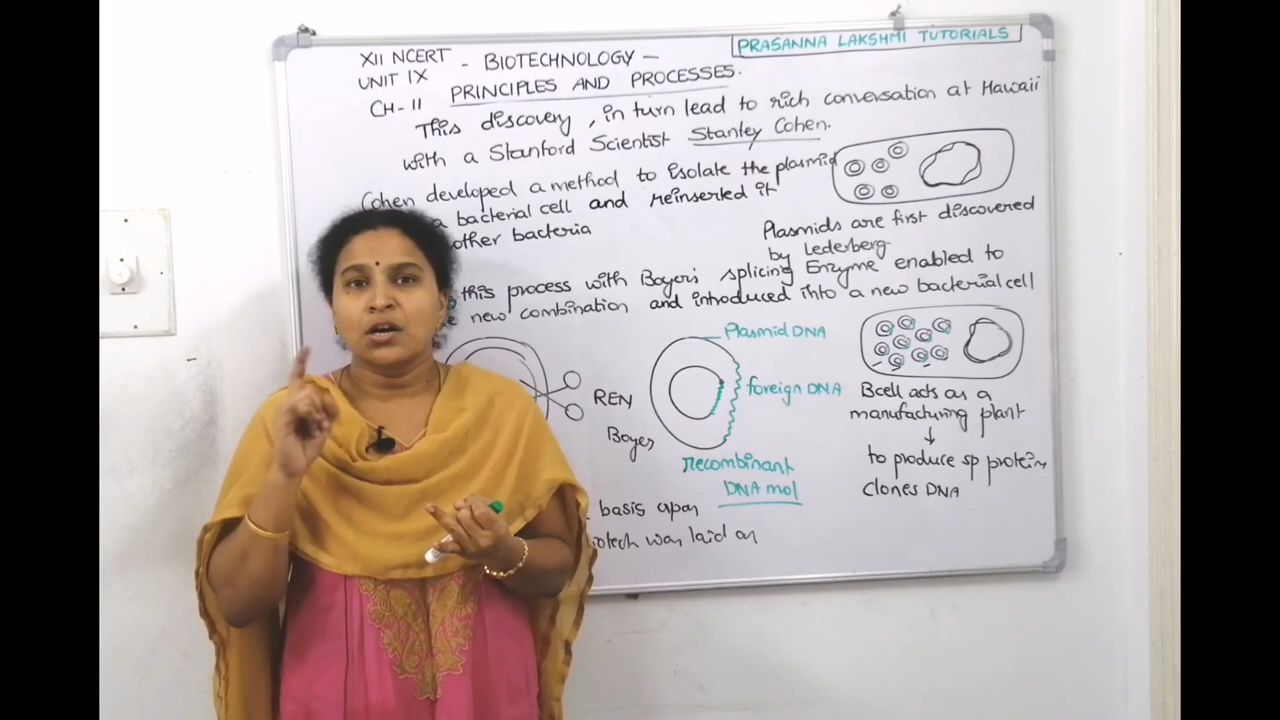 PRASANNA LAKSHMI TUTORIALS
XII NCERT - BIOTECHNOLOGY -
UNIT IX
CH-11 PRINCIPLES AND PROCESSES.
This discovery, in turn lead to rich conversation at Hawaii
with a Stanford Scientist Stanley Cohen.
Cohen developed a method to isolate the plasmid
a bacterial cell and reinserted it
other bacteria
Plasmids are first discovered
by Lederberg.
this process with Boyer's splicing Enzyme enabled to
new combination and introduced into a new bacterial cell
Plasmid DNA
foreign DNA
REN
Boyer
recombinant
DNA mol
Bcell acts as a
manufacturing plant
↓
to produce sp protein
clones DNA
basis upon
was laid on